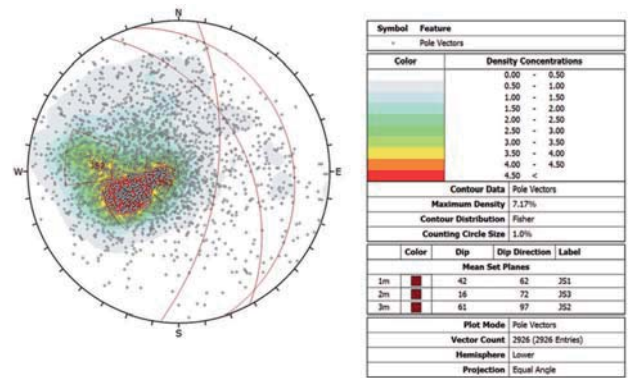 N
W
E
S
Symbol Feature
Pole Vectors
Color Density Concentrations
0.00 - 0.50
0.50 - 1.00
1.00 - 1.50
1.50 - 2.00
2.00 - 2.50
2.50 - 3.00
3.00 - 3.50
3.50 - 4.00
4.00 - 4.50
4.50 <
Contour Data Pole Vectors
Maximum Density 7.17%
Contour Distribution Fisher
Counting Circle Size 1.0%
Color Dip Dip Direction Label
Mean Set Planes
1m 42 62 JS1
2m 16 72 JS3
3m 61 97 JS2
Plot Mode Pole Vectors
Vector Count 2926 (2926 Entries)
Hemisphere Lower
Projection Equal Angle